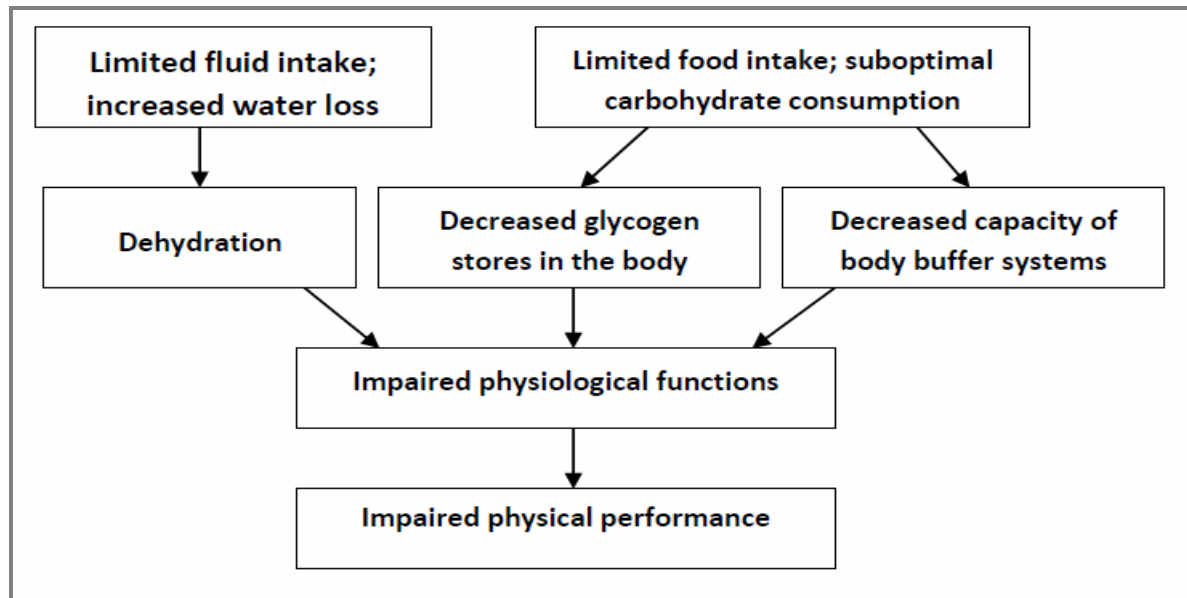 Limited fluid intake;
increased water loss
Limited food intake; suboptimal
carbohydrate consumption
Dehydration
Decreased glycogen
stores in the body
Decreased capacity of
body buffer systems
Impaired physiological functions
Impaired physical performance